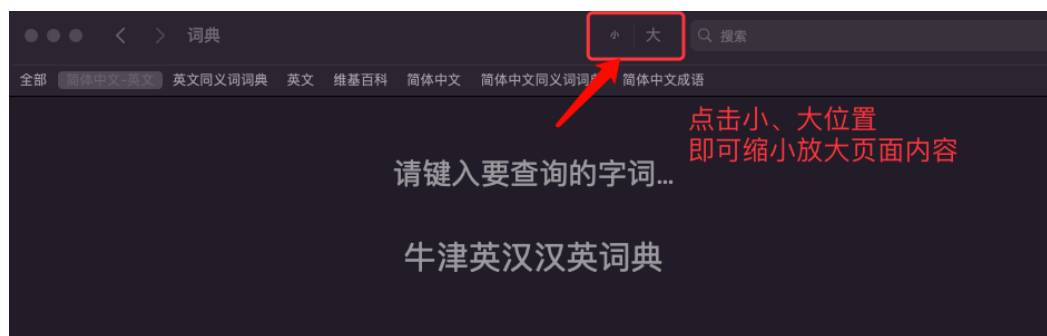 词典
小 大
搜索
全部 简体中文-英文 英文同义词词典 英文 维基百科 简体中文 简体中文同义词词典 简体中文成语
点击小、大位置
即可缩小放大页面内容
请键入要查询的字词...
牛津英汉汉英词典